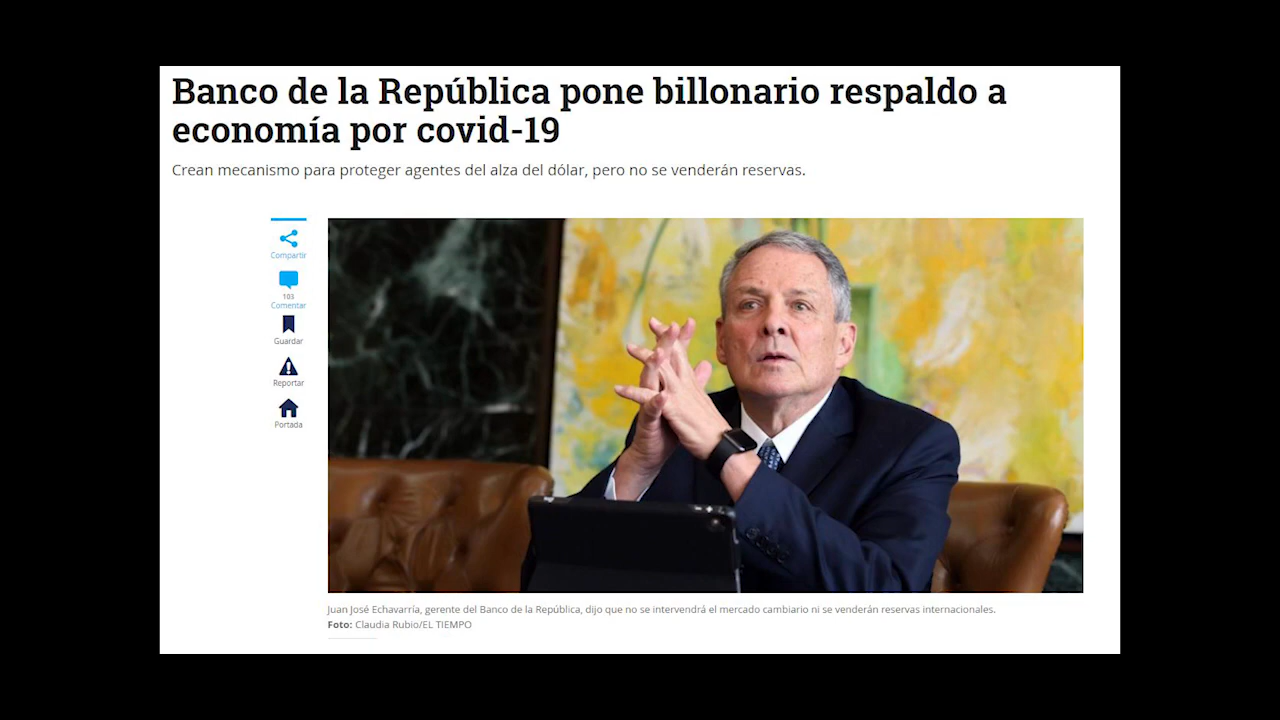 Banco de la República pone billonario respaldo a
economía por covid-19
Crean mecanismo para proteger agentes del alza del dólar, pero no se venderán reservas.
Compartir
103
Comentar
Guardar
Reportar
Portada
Juan José Echavarría, gerente del Banco de la República, dijo que no se intervendrá el mercado cambiario ni se venderán reservas internacionales.
Foto: Claudia Rubio/EL TIEMPO